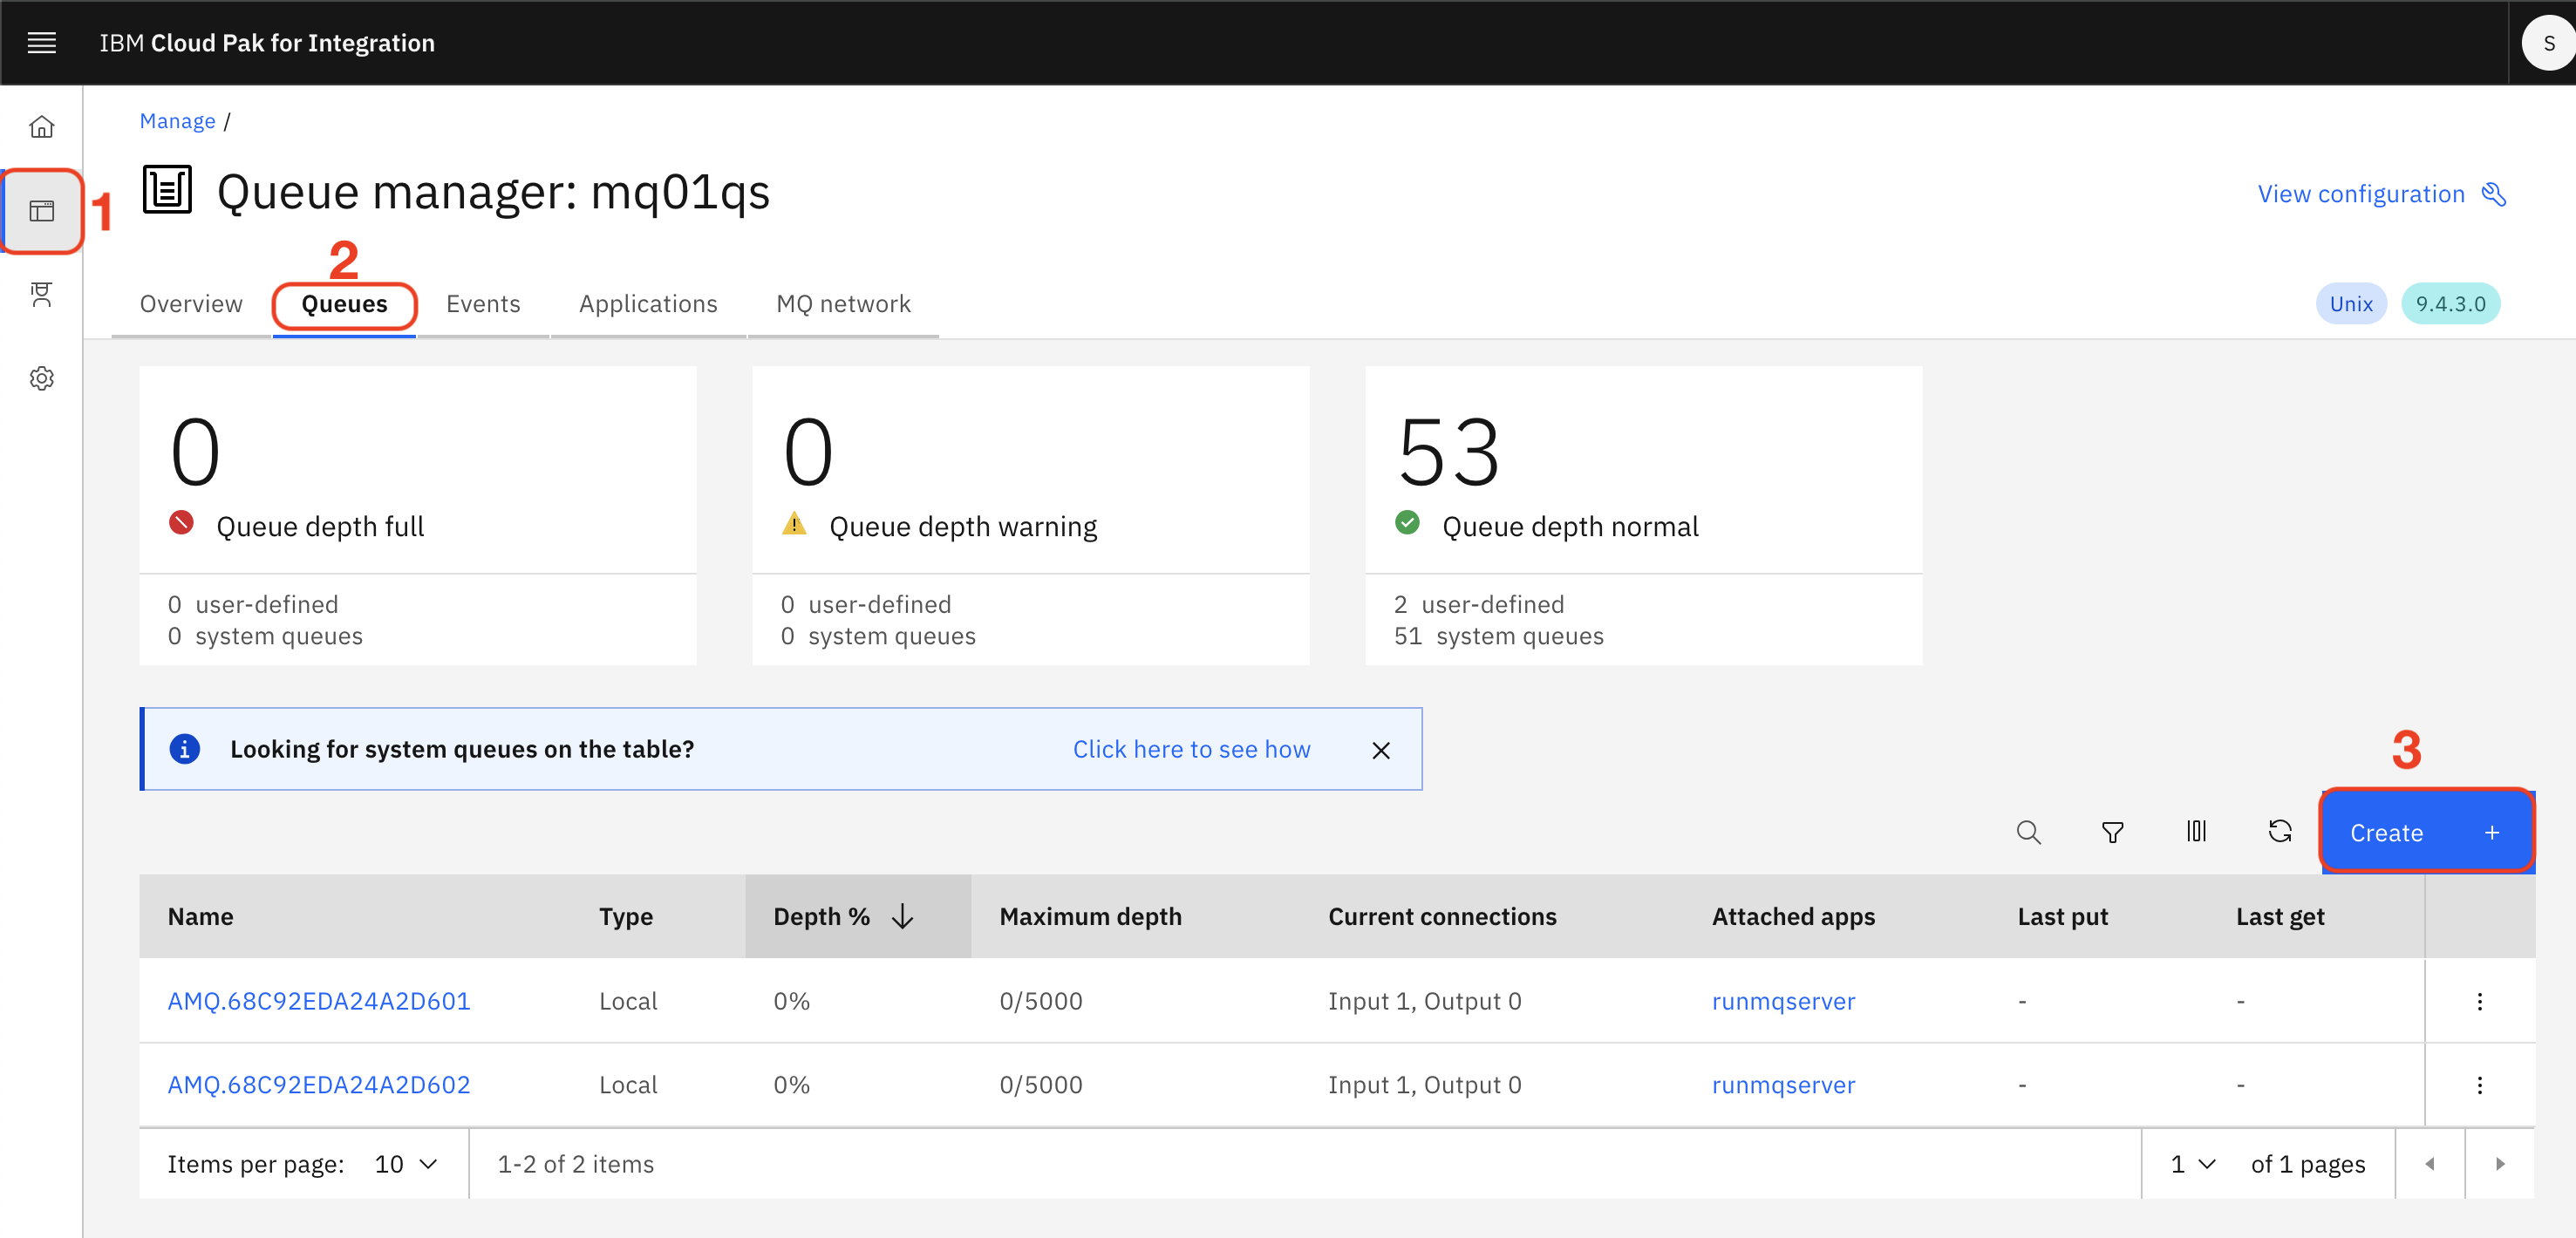 IBM Cloud Pak for Integration
S
Manage /
Queue manager: mq01qs
View configuration
1
2
Overview
Queues
Events
Applications
MQ network
Unix
9.4.3.0
0
Queue depth full
0 user-defined
0 system queues
0
Queue depth warning
0 user-defined
0 system queues
53
Queue depth normal
2 user-defined
51 system queues
Looking for system queues on the table?
Click here to see how
3
Create +
Name Type Depth % Maximum depth Current connections Attached apps Last put Last get
AMQ.68C92EDA24A2D601 Local 0% 0/5000 Input 1, Output 0 runmqserver - -
AMQ.68C92EDA24A2D602 Local 0% 0/5000 Input 1, Output 0 runmqserver - -
Items per page: 10
1-2 of 2 items
1
of 1 pages